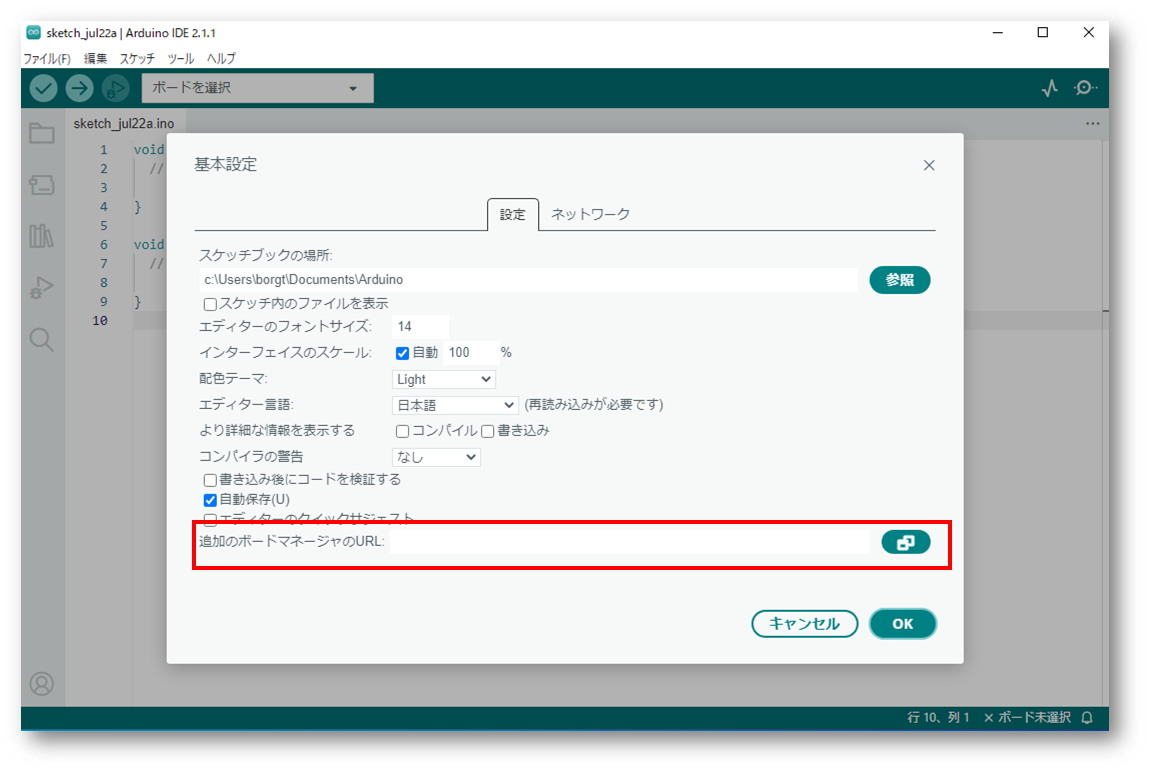 sketch_jul22a | Arduino IDE 2.1.1
ファイル(F) 編集 スケッチ ツール ヘルプ
ボードを選択
sketch_jul22a.ino
基本設定
設定 ネットワーク
スケッチブックの場所:
c:\Users\borgt\Documents\Arduino 参照
スケッチ内のファイルを表示
エディターのフォントサイズ: 14
インターフェイスのスケール: 自動 100 %
配色テーマ: Light
エディター言語: 日本語 (再読み込みが必要です)
より詳細な情報を表示する コンパイル 書き込み
コンパイラの警告 なし
書き込み後にコードを検証する
自動保存(U)
エディターのクイックサジェスト
追加のボードマネージャのURL:
キャンセル OK
1 void
2 //
3
4 }
5
6 void
7 //
8
9 }
10
行 10、列 1 ✕ ボード未選択